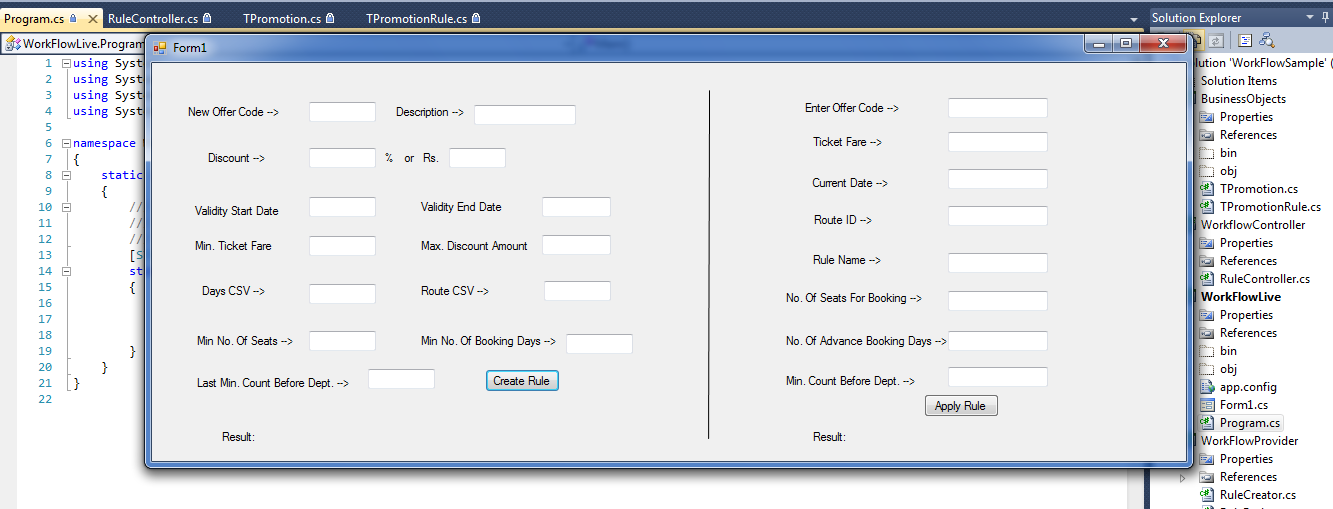 Program.cs RuleController.cs TPromotion.cs TPromotionRule.cs
Solution Explorer
WorkFlowLive.Program
Form1
1 using Syst
2 using Syst
3 using Syst
4 using Syst
5
6 namespace
7 {
8 static
9 {
10 //
11 //
12 //
13 [S
14 st
15 {
16
17
18
19 }
20 }
21 }
22
New Offer Code --> Description -->
Discount --> % or Rs.
Validity Start Date Validity End Date
Min. Ticket Fare Max. Discount Amount
Days CSV --> Route CSV -->
Min No. Of Seats --> Min No. Of Booking Days -->
Last Min. Count Before Dept. --> Create Rule
Result:
Enter Offer Code -->
Ticket Fare -->
Current Date -->
Route ID -->
Rule Name -->
No. Of Seats For Booking -->
No. Of Advance Booking Days -->
Min. Count Before Dept. -->
Apply Rule
Result:
olution 'WorkFlowSample' (
Solution Items
BusinessObjects
Properties
References
bin
obj
TPromotion.cs
TPromotionRule.cs
WorkflowController
Properties
References
RuleController.cs
WorkFlowLive
Properties
References
bin
obj
app.config
Form1.cs
Program.cs
WorkFlowProvider
Properties
References
RuleCreator.cs